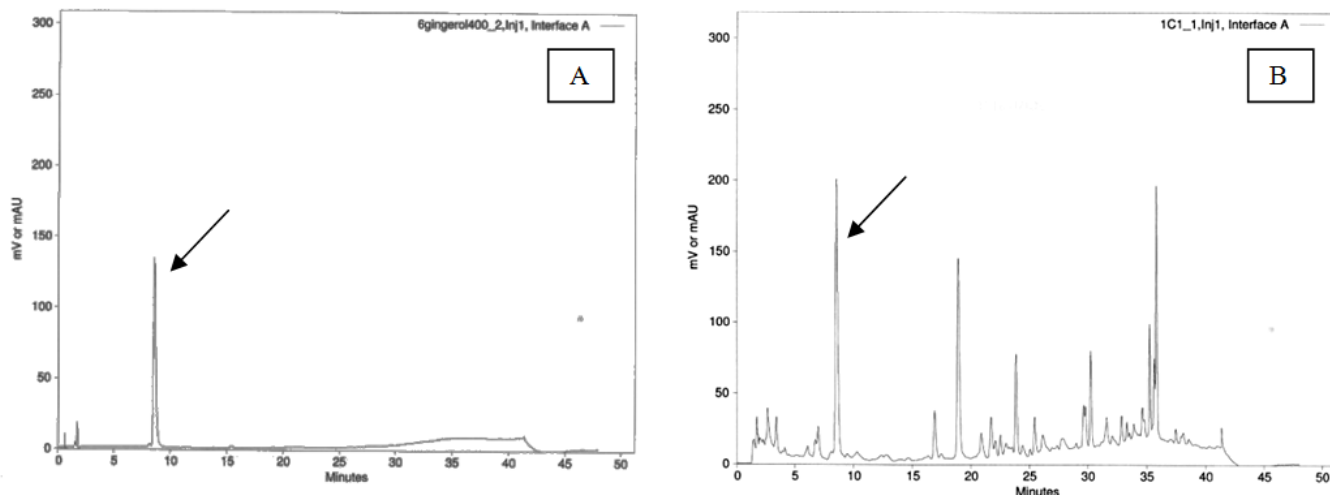 6gingerol400_2,Inj1, Interface A
A
300
250
200
150
100
50
0
mV or mAU
0 5 10 15 20 25 30 35 40 45 50
Minutes
1C1_1,Inj1, Interface A
B
300
250
200
150
100
50
0
mV or mAU
0 5 10 15 20 25 30 35 40 45 50
Minutes